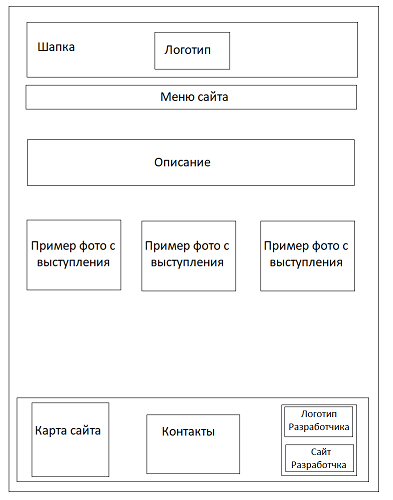 Шапка
Логотип
Меню сайта
Описание
Пример фото с
выступления
Пример фото с
выступления
Пример фото с
выступления
Карта сайта
Контакты
Логотип
Разработчика
Сайт
Разработчка